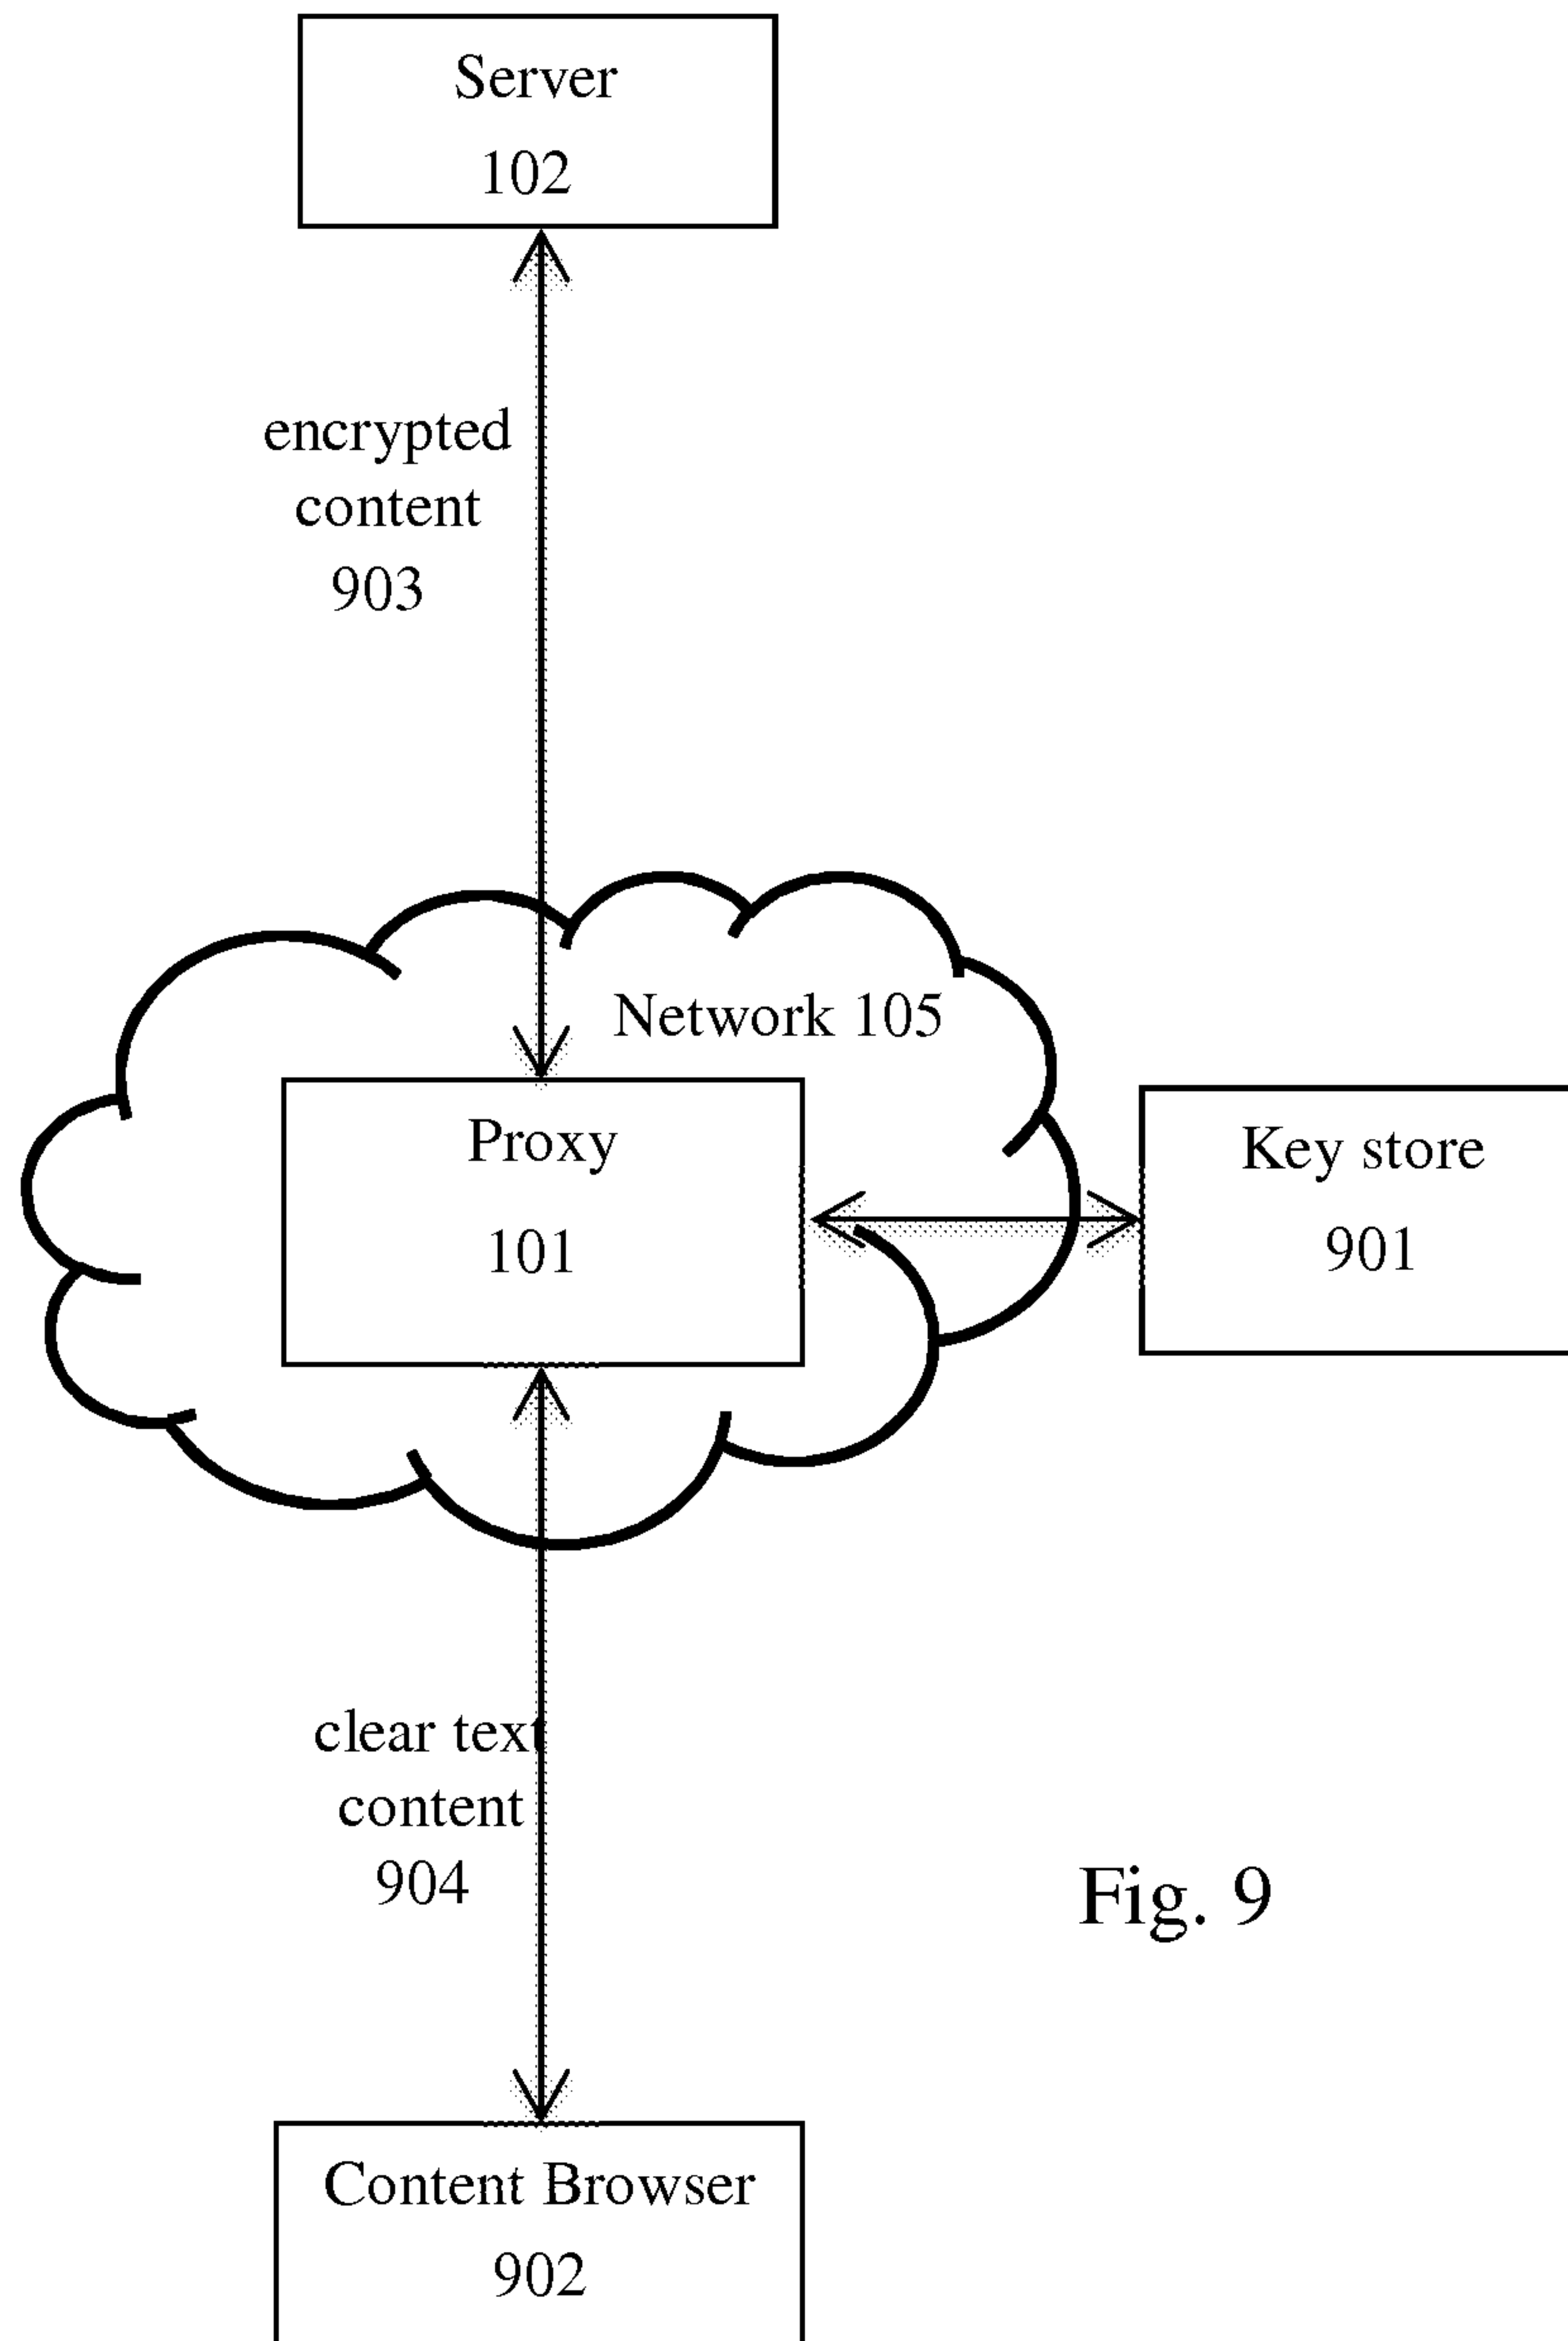 Server
102
encrypted
content
903
Network 105
Proxy
101
Key store
901
clear text
content
904
Fig. 9
Content Browser
902